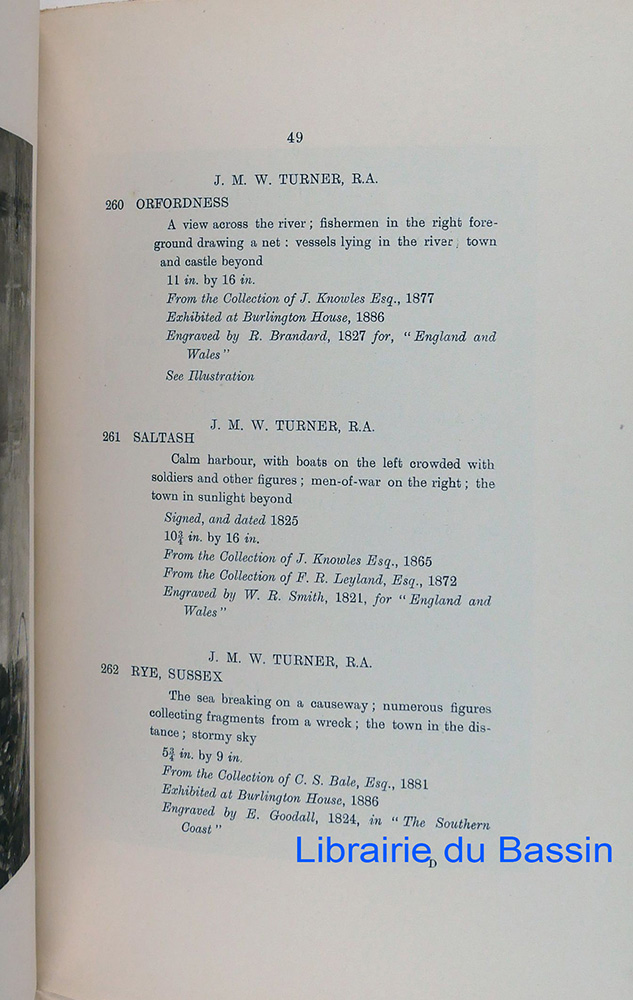 49
J. M. W. TURNER, R.A.
260 ORFORDNESS
A view across the river ; fishermen in the right fore-
ground drawing a net : vessels lying in the river ; town
and castle beyond
11 in. by 16 in.
From the Collection of J. Knowles Esq., 1877
Exhibited at Burlington House, 1886
Engraved by R. Brandard, 1827 for, "England and
Wales"
See Illustration
J. M. W. TURNER, R.A.
261 SALTASH
Calm harbour, with boats on the left crowded with
soldiers and other figures ; men-of-war on the right ; the
town in sunlight beyond
Signed, and dated 1825
10¾ in. by 16 in.
From the Collection of J. Knowles Esq., 1865
From the Collection of F. R. Leyland, Esq., 1872
Engraved by W. R. Smith, 1821, for "England and
Wales"
J. M. W. TURNER, R.A.
262 RYE, SUSSEX
The sea breaking on a causeway ; numerous figures
collecting fragments from a wreck ; the town in the dis-
tance ; stormy sky
5¾ in. by 9 in.
From the Collection of C. S. Bale, Esq., 1881
Exhibited at Burlington House, 1886
Engraved by E. Goodall, 1824, in "The Southern
Coast"
Librairie du Bassin
D